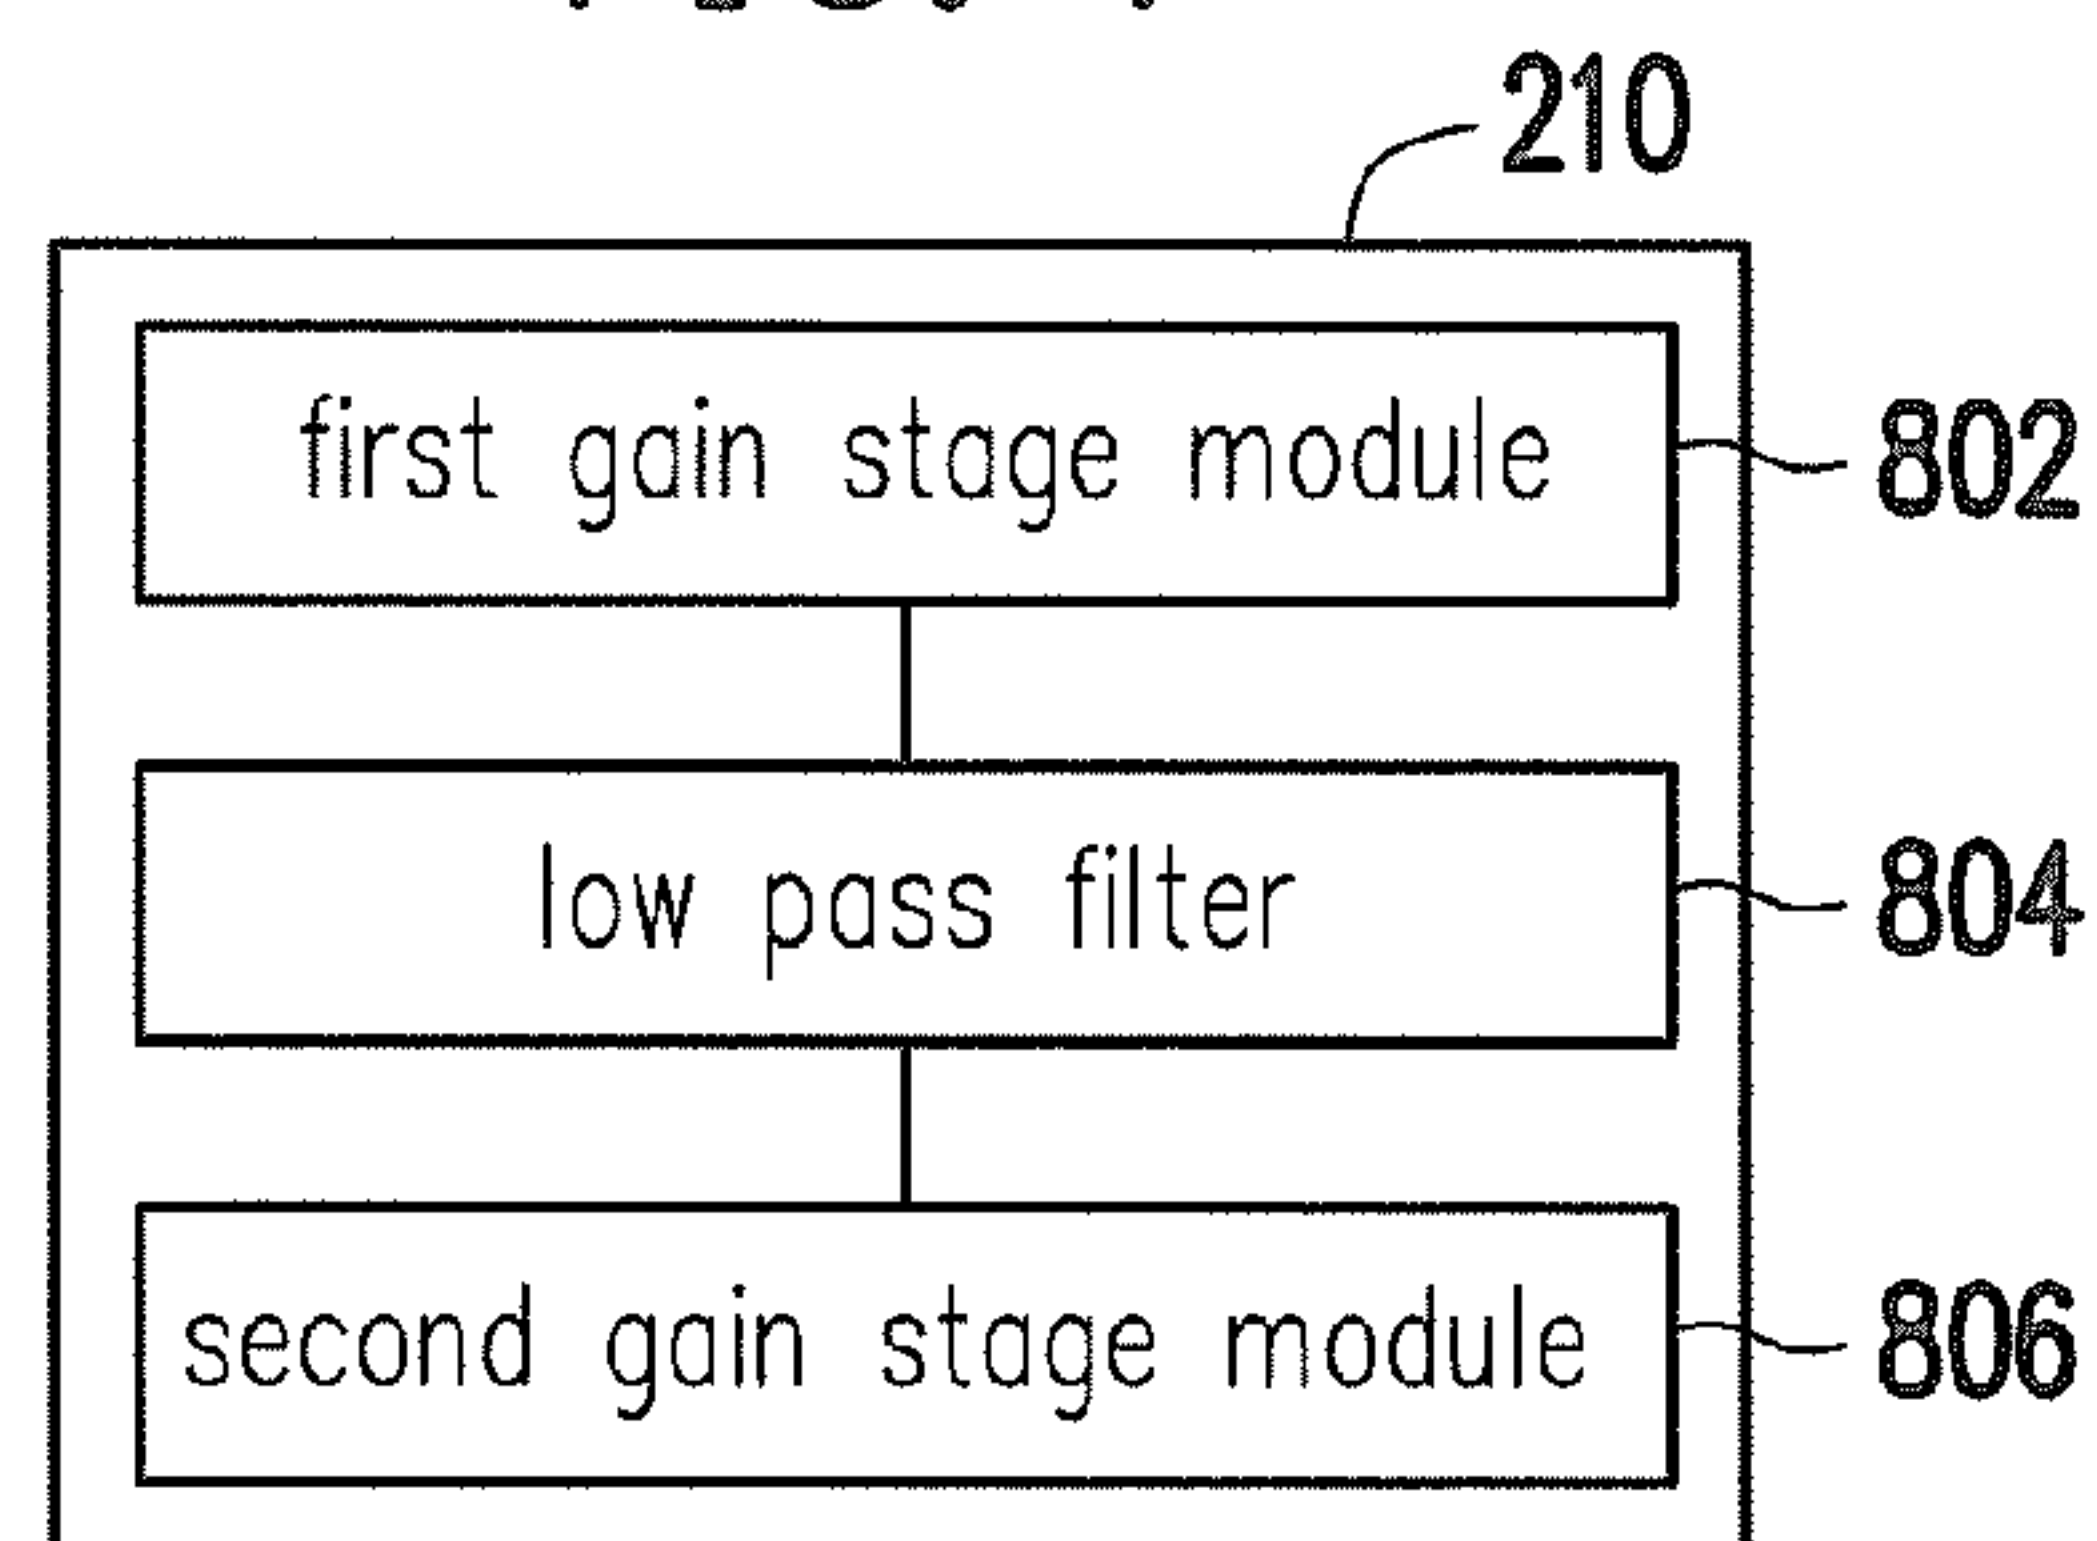 210
first gain stage module
802
low pass filter
804
second gain stage module
806